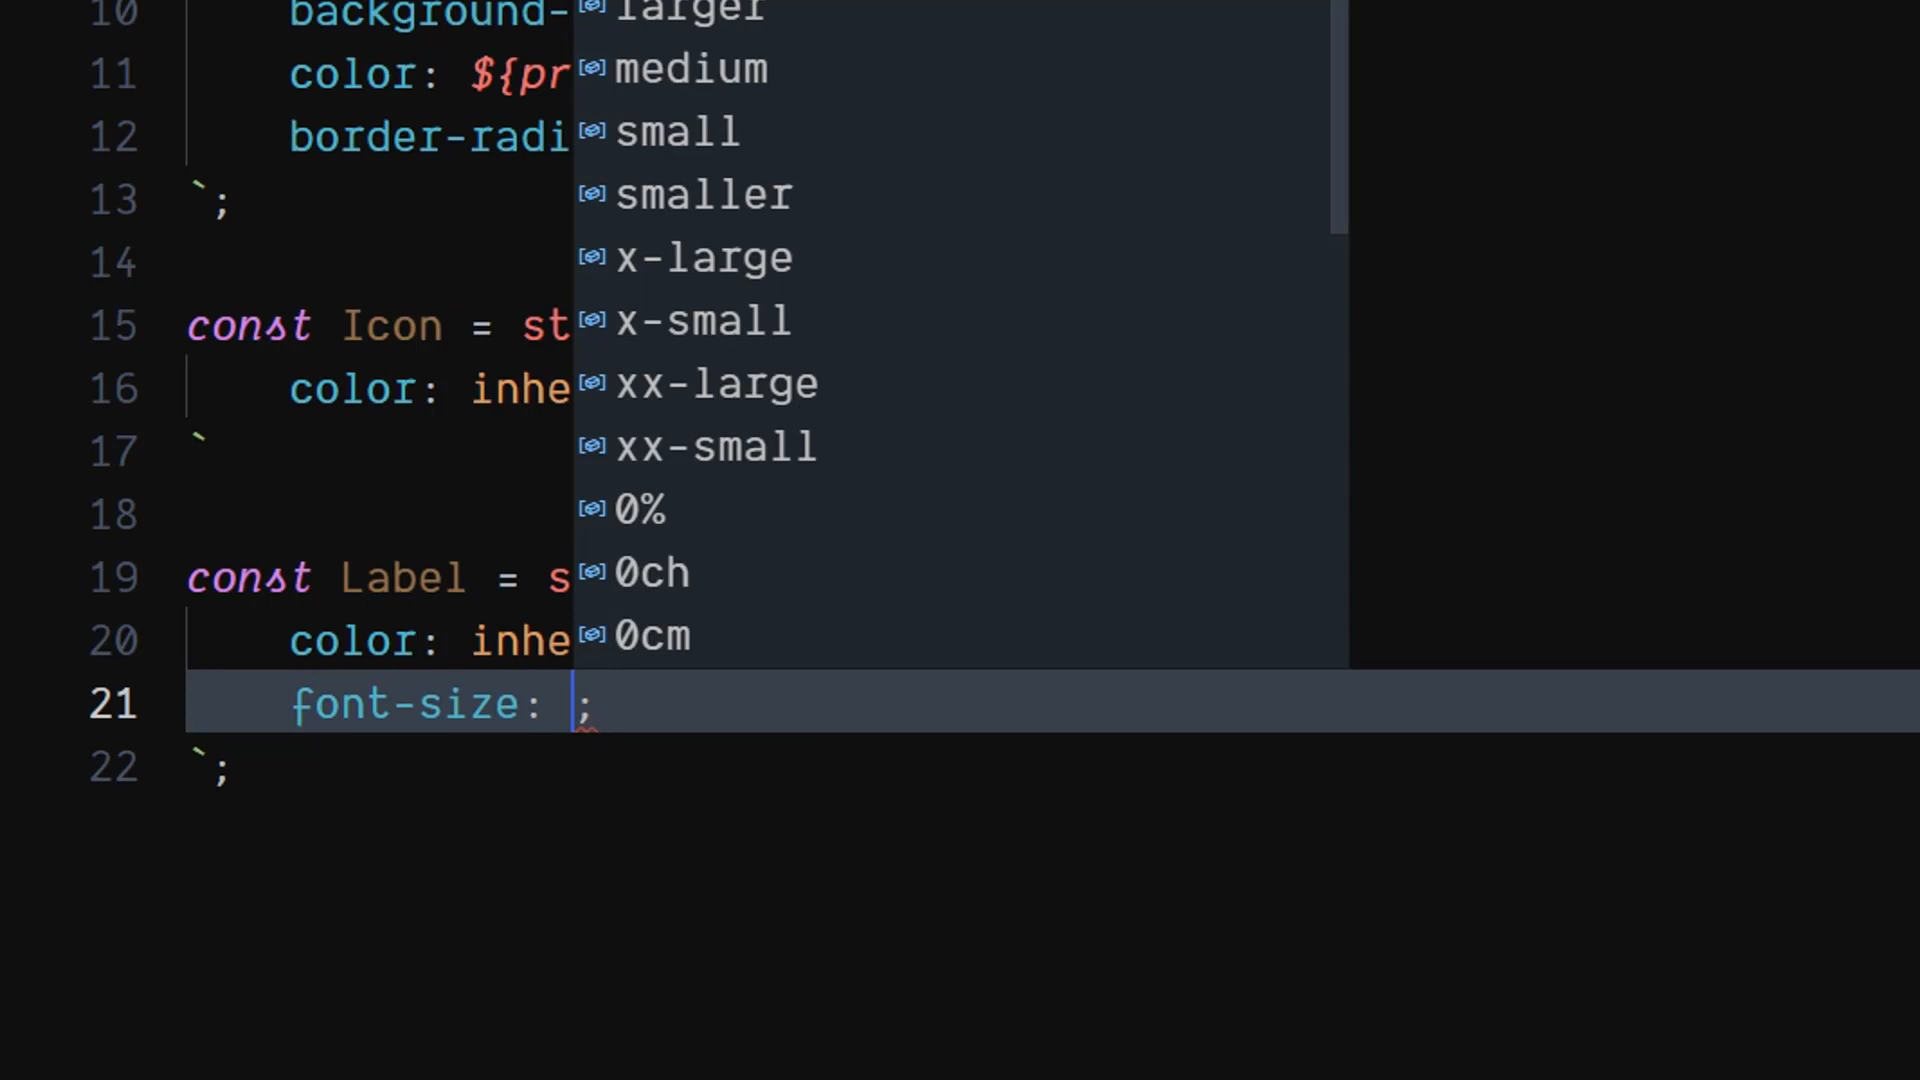 10 background- larger
11 color: ${pr medium
12 border-radi small
13 `; smaller
14 x-large
15 const Icon = st x-small
16 color: inhe xx-large
17 ` xx-small
18 0%
19 const Label = s 0ch
20 color: inhe 0cm
21 font-size: ;
22 `;